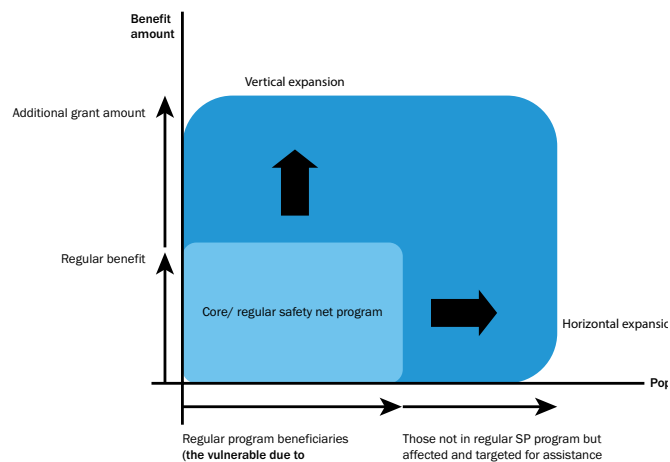 Benefit
amount
Vertical expansion
Additional grant amount
Regular benefit
Core/ regular safety net program
Horizontal
Regular program beneficiaries
(the vulnerable due to
Those not in regular SP program but
affected and targeted for assistance